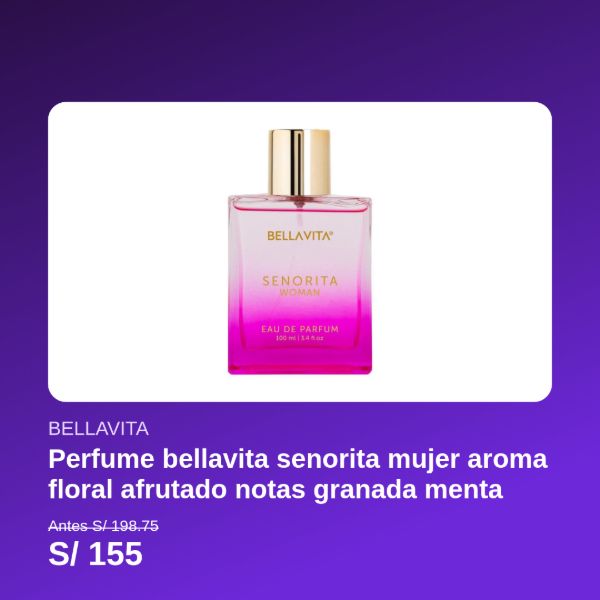 BELLAVITA®
SENORITA
WOMAN
EAU DE PARFUM
100 ml | 3.4 fl oz
BELLAVITA
Perfume bellavita senorita mujer aroma
floral afrutado notas granada menta
Antes S/ 198.75
S/ 155